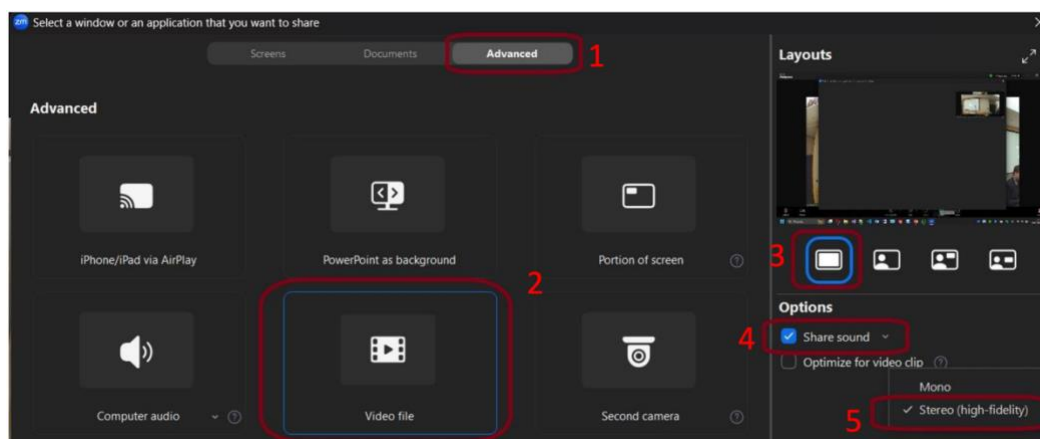 zm Select a window or an application that you want to share
Screens Documents Advanced 1
Advanced
iPhone/iPad via AirPlay PowerPoint as background Portion of screen ?
2
Computer audio ? Video file Second camera ?
Layouts
3
Options
4 Share sound
Optimize for video clip ?
Mono
5 Stereo (high-fidelity)